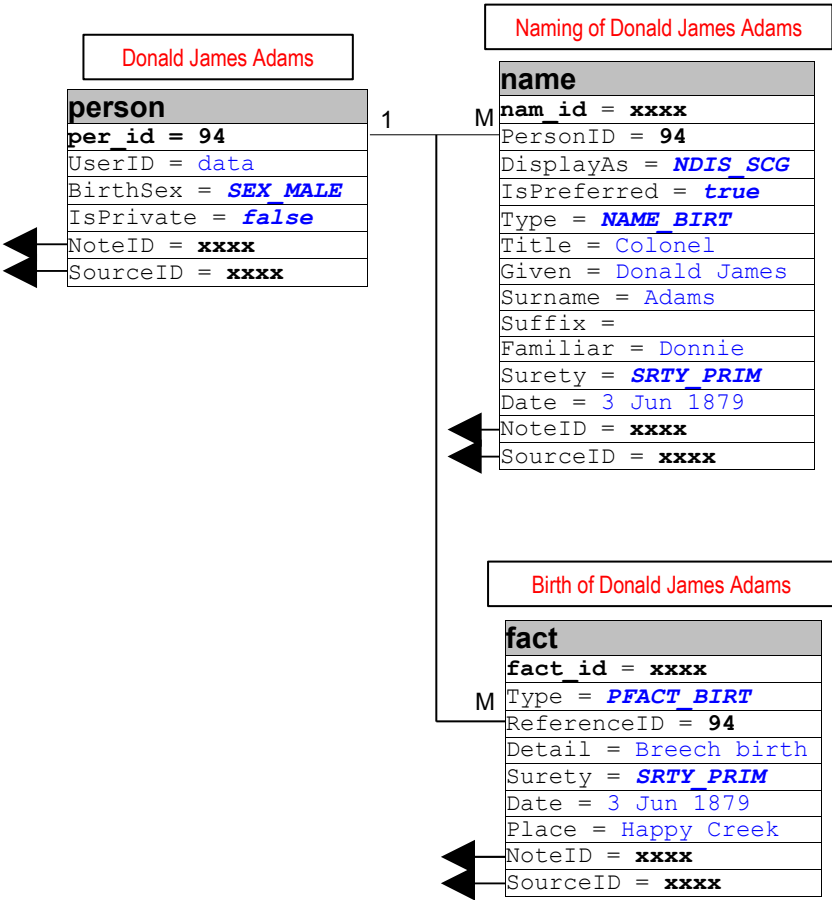 Donald James Adams
person
per_id = 94
UserID = data
BirthSex = SEX_MALE
IsPrivate = false
NoteID = xxxx
SourceID = xxxx
1
M
Naming of Donald James Adams
name
nam_id = xxxx
PersonID = 94
DisplayAs = NDIS_SCG
IsPreferred = true
Type = NAME_BIRT
Title = Colonel
Given = Donald James
Surname = Adams
Suffix =
Familiar = Donnie
Surety = SRTY_PRIM
Date = 3 Jun 1879
NoteID = xxxx
SourceID = xxxx
Birth of Donald James Adams
M
fact
fact_id = xxxx
Type = PFACT_BIRT
ReferenceID = 94
Detail = Breech birth
Surety = SRTY_PRIM
Date = 3 Jun 1879
Place = Happy Creek
NoteID = xxxx
SourceID = xxxx